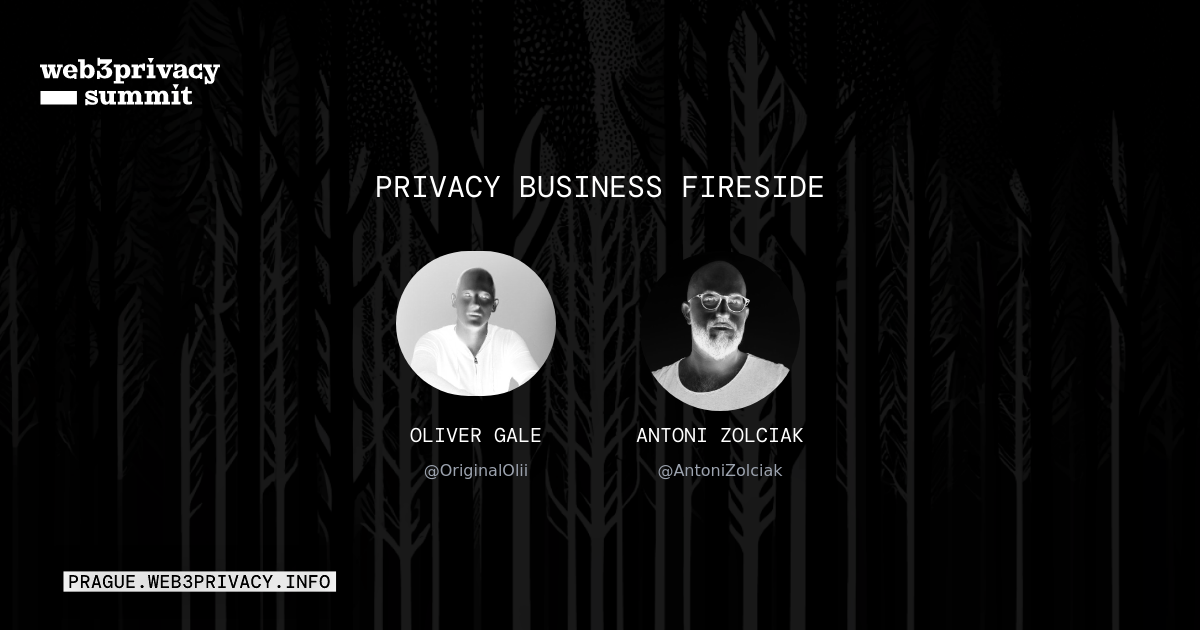 web3privacy
summit
PRIVACY BUSINESS FIRESIDE
OLIVER GALE
ANTONI ZOLCIAK
@OriginalOlii
@AntoniZolciak
PRAGUE.WEB3PRIVACY.INFO